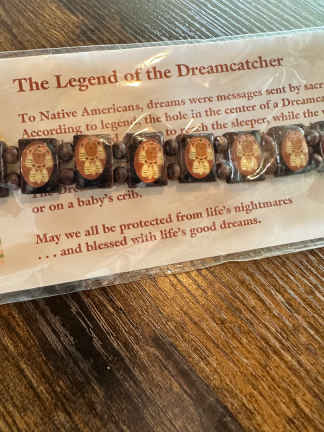 The Legend of the Dreamcatcher
To Native Americans, dreams were messages sent by sacr
According to legend, the hole in the center of a Dreamca
to reach the sleeper, while the
The Dre
or on a baby's crib.
May we all be protected from life's nightmares
. . . and blessed with life's good dreams.